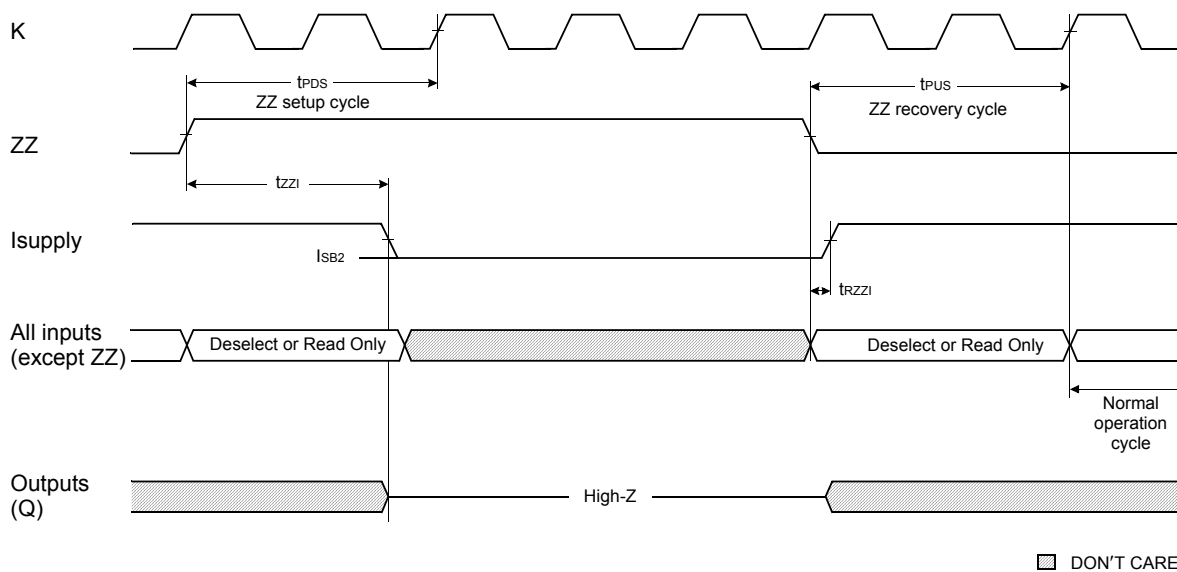 K
tPDS
ZZ setup cycle
tPUS
ZZ recovery cycle
ZZ
tZZI
Isupply
ISB2
tRZZI
All inputs
(except ZZ)
Deselect or Read Only
Deselect or Read Only
Normal
operation
cycle
Outputs
(Q)
High-Z
DON'T CARE